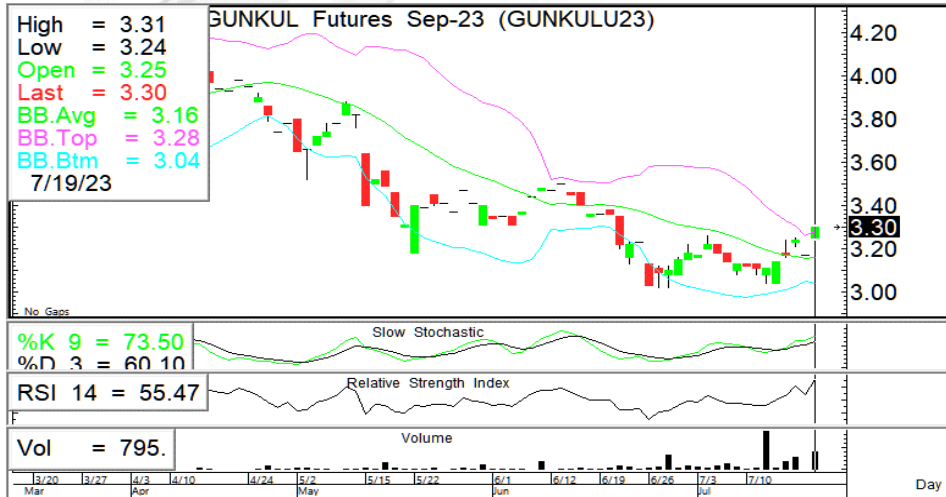 GUNKUL Futures Sep-23 (GUNKULU23)
High = 3.31
Low = 3.24
Open = 3.25
Last = 3.30
BB.Avg = 3.16
BB.Top = 3.28
BB.Btm = 3.04
7/19/23
4.20
4.00
3.80
3.60
3.40
3.30
3.20
3.00
No Gaps
Slow Stochastic
%K 9 = 73.50
%D 3 = 60.10
Relative Strength Index
RSI 14 = 55.47
Volume
Vol = 795.
3/20 3/27 4/3 4/10 4/24 5/2 5/15 5/22 6/1 6/12 6/19 6/26 7/3 7/10
Mar Apr May Jun Jul Day